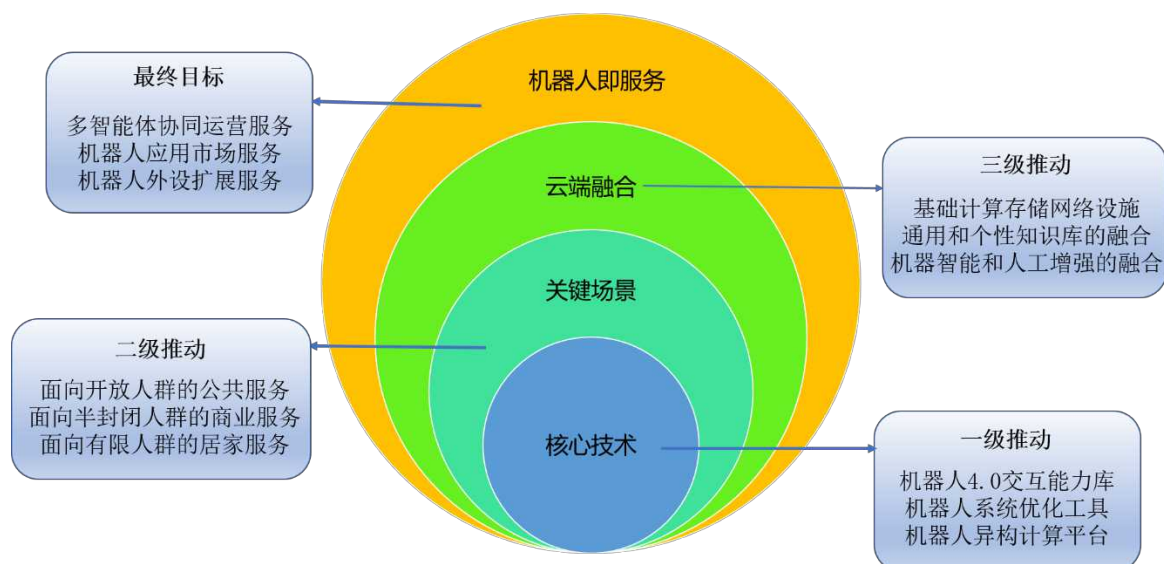 机器人即服务
最终目标
多智能体协同运营服务
机器人应用市场服务
机器人外设扩展服务
云端融合
三级推动
基础计算存储网络设施
通用和个性知识库的融合
机器智能和人工增强的融合
关键场景
二级推动
面向开放人群的公共服务
面向半封闭人群的商业服务
面向有限人群的居家服务
核心技术
一级推动
机器人4.0交互能力库
机器人系统优化工具
机器人异构计算平台